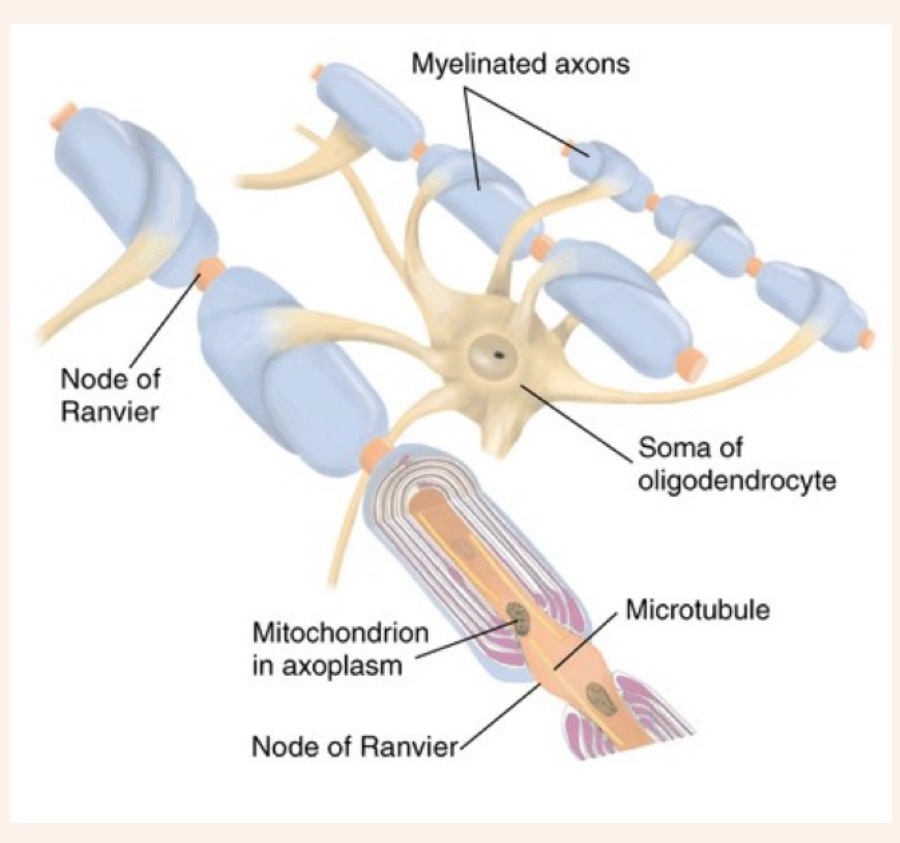 Myelinated axons
Node of
Ranvier
Soma of
oligodendrocyte
Microtubule
Mitochondrion
in axoplasm
Node of Ranvier